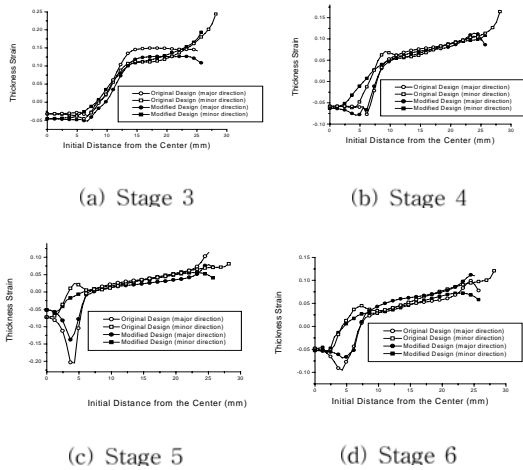 0.25
0.20
0.15
0.10
0.05
0.00
-0.05
Thickness Strain
Original Design (major direction)
Original Design (minor direction)
Modified Design (major direction)
Modified Design (minor direction)
0 5 10 15 20 25 30
Initial Distance from the Center (mm)
(a) Stage 3
0.20
0.15
0.10
0.05
0.00
-0.05
-0.10
Thickness Strain
Original Design (major direction)
Original Design (minor direction)
Modified Design (major direction)
Modified Design (minor direction)
0 5 10 15 20 25 30
Initial Distance from the Center (mm)
(b) Stage 4
0.10
0.05
0.00
-0.05
-0.10
-0.15
-0.20
Thickness Strain
Original Design (major direction)
Original Design (minor direction)
Modified Design (major direction)
Modified Design (minor direction)
0 5 10 15 20 25 30
Initial Distance from the Center (mm)
(c) Stage 5
0.15
0.10
0.05
0.00
-0.05
-0.10
Thickness Strain
Original Design (major direction)
Original Design (minor direction)
Modified Design (major direction)
Modified Design (minor direction)
0 5 10 15 20 25 30
Initial Distance from the Center (mm)
(d) Stage 6